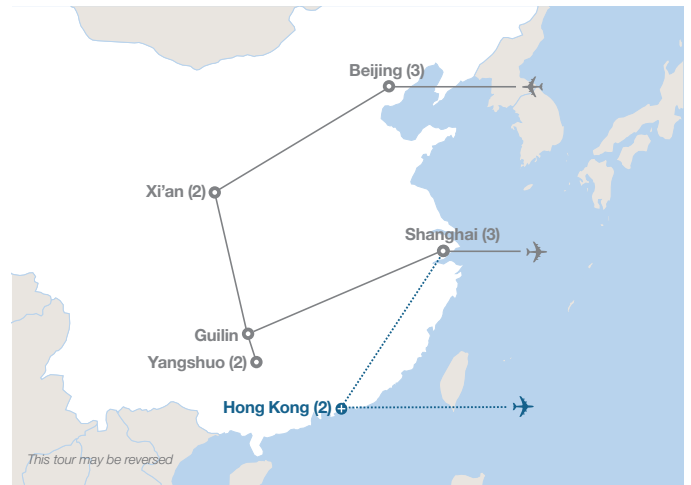 Beijing (3)
Xi'an (2)
Shanghai (3)
Guilin
Yangshuo (2)
Hong Kong (2)
This tour may be reversed